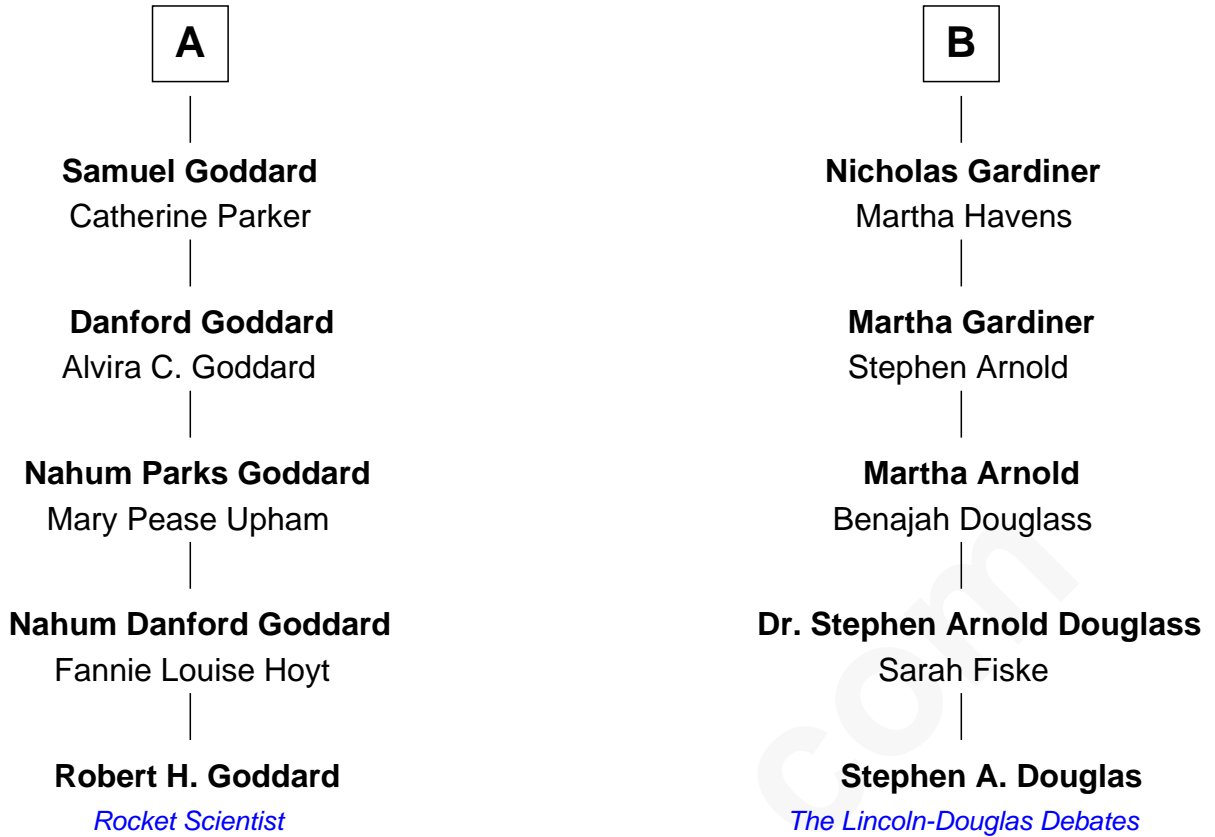 A
Samuel Goddard
Catherine Parker
Danford Goddard
Alvira C. Goddard
Nahum Parks Goddard
Mary Pease Upham
Nahum Danford Goddard
Fannie Louise Hoyt
Robert H. Goddard
Rocket Scientist
B
Nicholas Gardiner
Martha Havens
Martha Gardiner
Stephen Arnold
Martha Arnold
Benajah Douglass
Dr. Stephen Arnold Douglass
Sarah Fiske
Stephen A. Douglas
The Lincoln-Douglas Debates
com